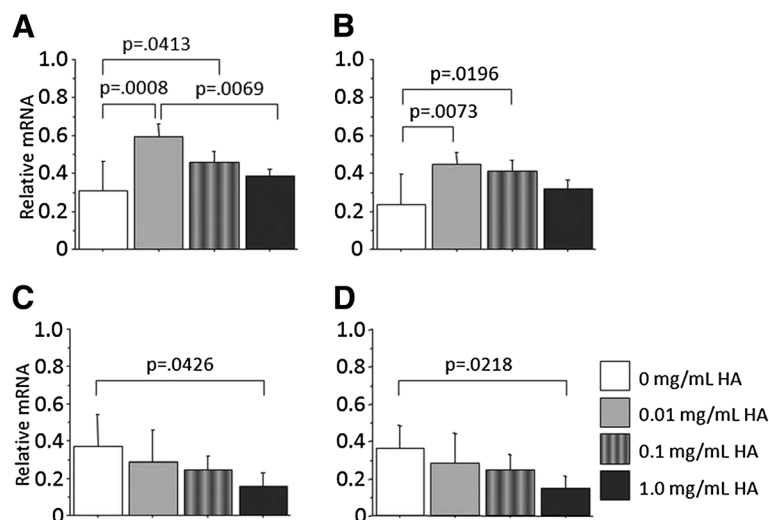 A
p=.0413
p=.0008
p=.0069
Relative mRNA
1.0
0.8
0.6
0.4
0.2
0
B
p=.0196
p=.0073
1.0
0.8
0.6
0.4
0.2
0
C
p=.0426
Relative mRNA
1.0
0.8
0.6
0.4
0.2
0
D
p=.0218
1.0
0.8
0.6
0.4
0.2
0
0 mg/mL HA
0.01 mg/mL HA
0.1 mg/mL HA
1.0 mg/mL HA